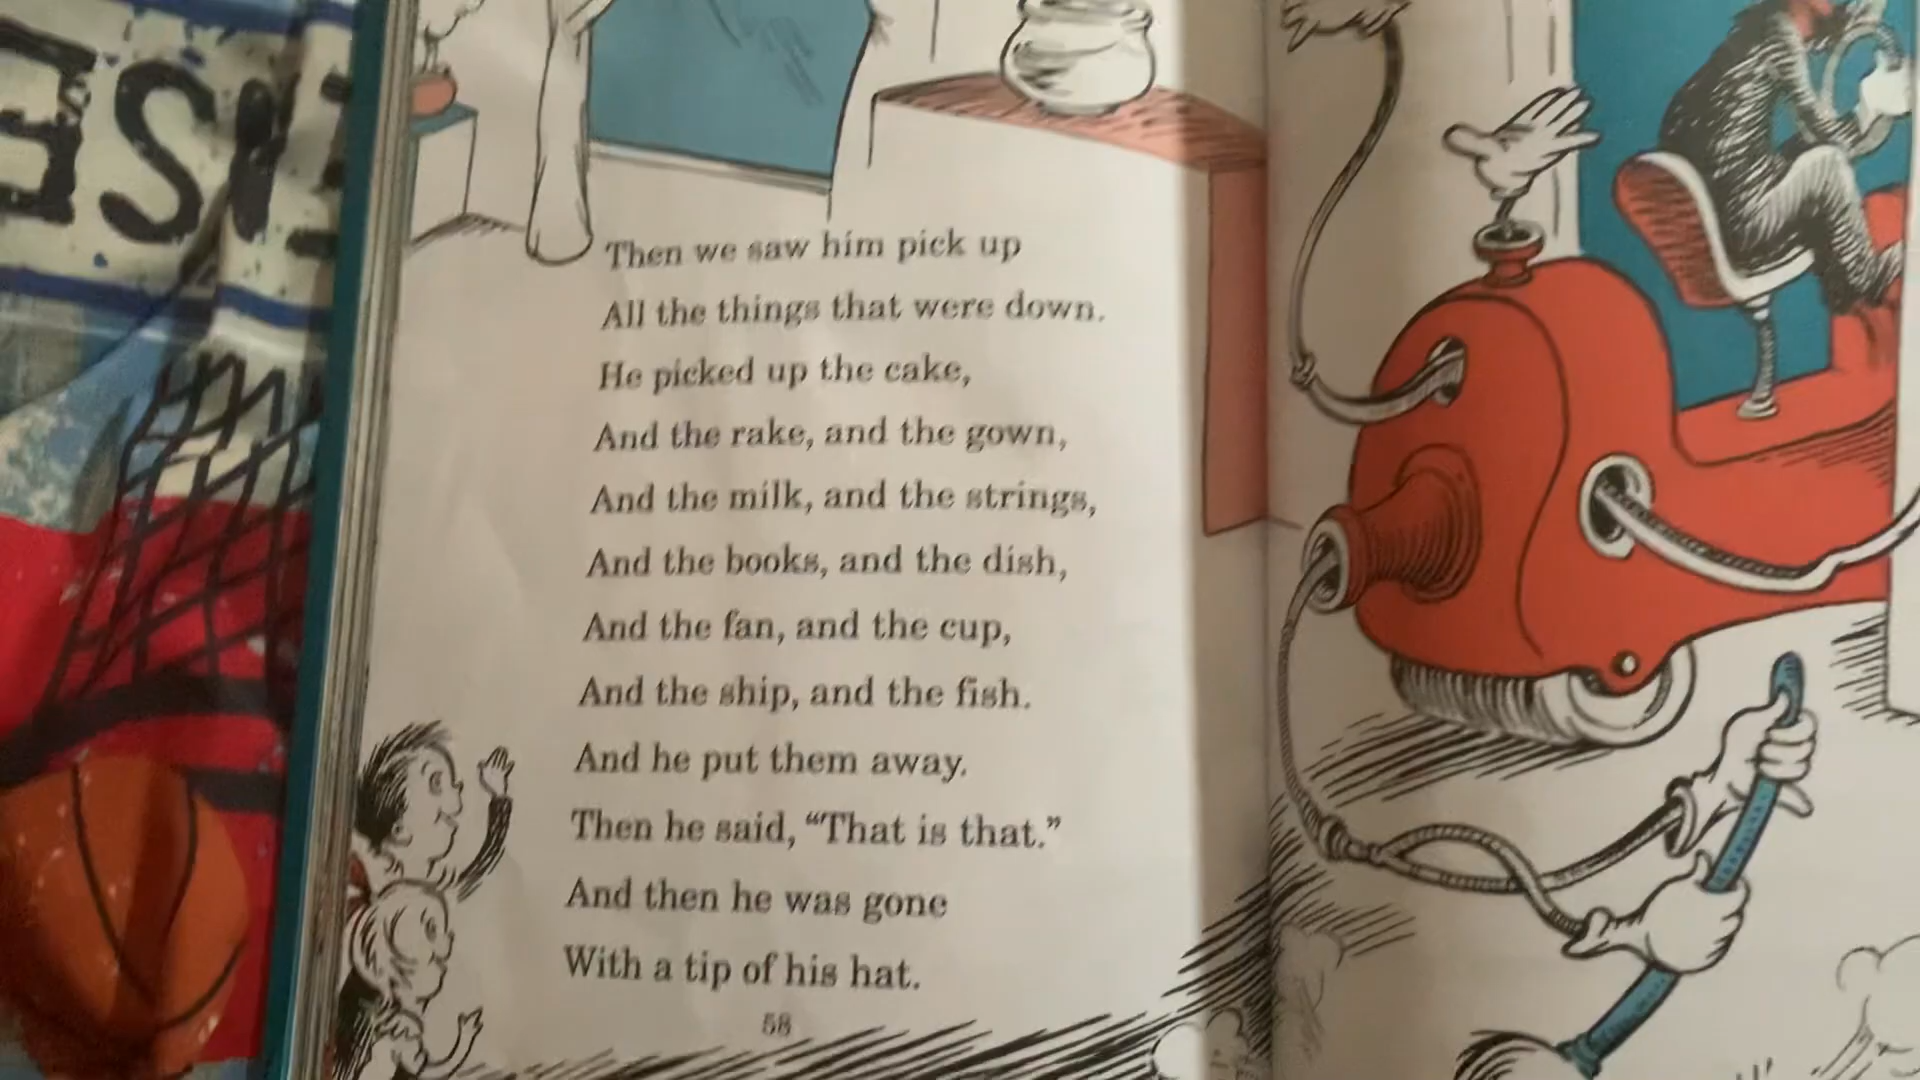 Then we saw him pick up
All the things that were down.
He picked up the cake,
And the rake, and the gown,
And the milk, and the strings,
And the books, and the dish,
And the fan, and the cup,
And the ship, and the fish.
And he put them away.
Then he said, “That is that.”
And then he was gone
With a tip of his hat.
58